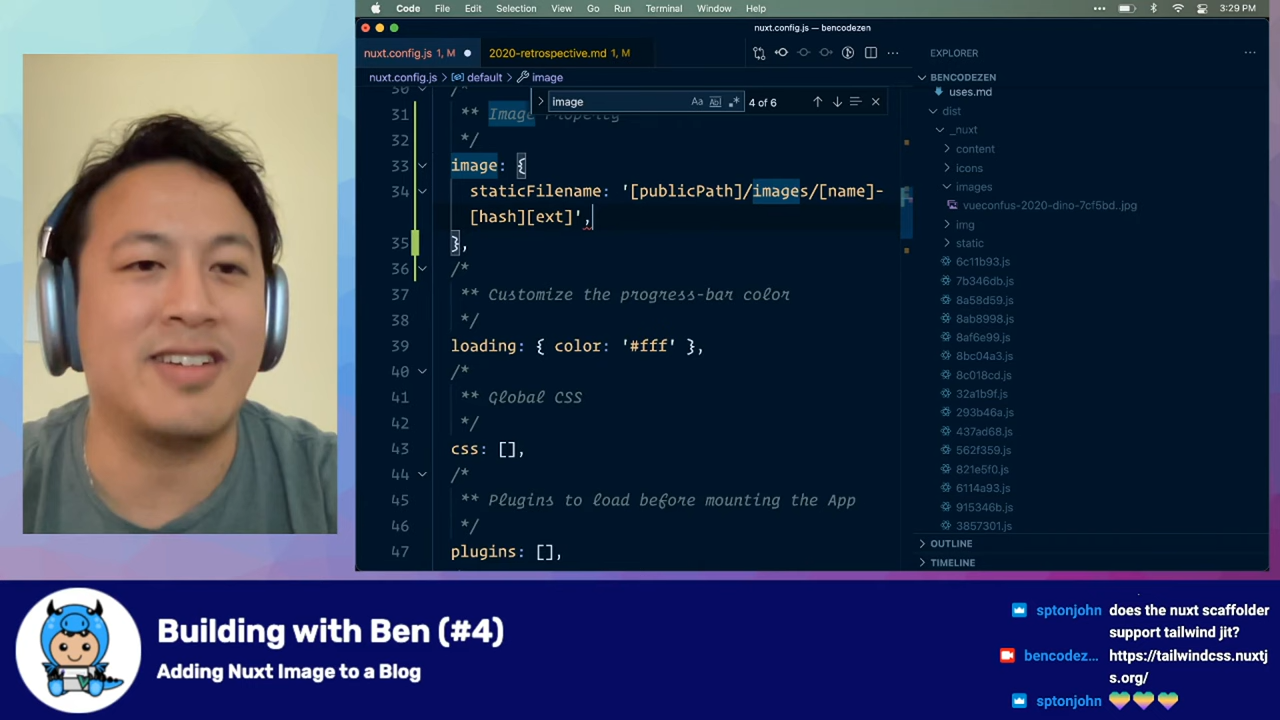 Code File Edit Selection View Go Run Terminal Window Help 3:29 PM
nuxt.config.js — bencodezen
nuxt.config.js 1, M 2020-retrospective.md 1, M
nuxt.config.js > default > image
image Aa Abl .* 4 of 6
30 /*
31 ** Image Property
32 */
33 image: {
34 staticFilename: '[publicPath]/images/[name]-
[hash][ext]',
35 },
36 /*
37 ** Customize the progress-bar color
38 */
39 loading: { color: '#fff' },
40 /*
41 ** Global CSS
42 */
43 css: [],
44 /*
45 ** Plugins to load before mounting the App
46 */
47 plugins: [],
EXPLORER
BENCODEZEN
uses.md
dist
_nuxt
content
icons
images
vueconfus-2020-dino-7cf5bd..jpg
img
static
6c11b93.js
7b346db.js
8a58d59.js
8ab8998.js
8af6e99.js
8bc04a3.js
8c018cd.js
32a1b9f.js
293b46a.js
437ad68.js
562f359.js
821e5f0.js
6114a93.js
915346b.js
3857301.js
OUTLINE
TIMELINE
Building with Ben (#4)
Adding Nuxt Image to a Blog
sptonjohn does the nuxt scaffolder
support tailwind jit?
bencodez... https://tailwindcss.nuxtj
s.org/
sptonjohn